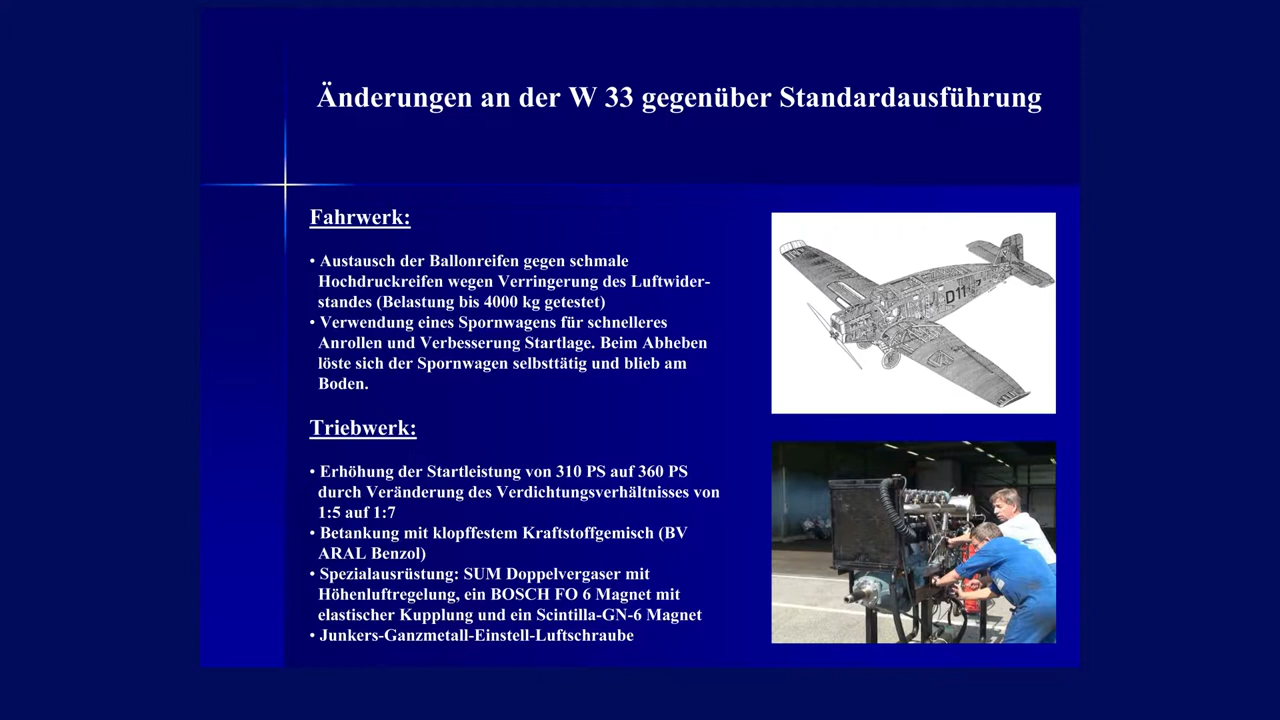 Änderungen an der W 33 gegenüber Standardausführung
Fahrwerk:
• Austausch der Ballonreifen gegen schmale
Hochdruckreifen wegen Verringerung des Luftwider-
standes (Belastung bis 4000 kg getestet)
• Verwendung eines Spornwagens für schnelleres
Anrollen und Verbesserung Startlage. Beim Abheben
löste sich der Spornwagen selbsttätig und blieb am
Boden.
Triebwerk:
• Erhöhung der Startleistung von 310 PS auf 360 PS
durch Veränderung des Verdichtungsverhältnisses von
1:5 auf 1:7
• Betankung mit klopffestem Kraftstoffgemisch (BV
ARAL Benzol)
• Spezialausrüstung: SUM Doppelvergaser mit
Höhenluftregelung, ein BOSCH FO 6 Magnet mit
elastischer Kupplung und ein Scintilla-GN-6 Magnet
• Junkers-Ganzmetall-Einstell-Luftschraube